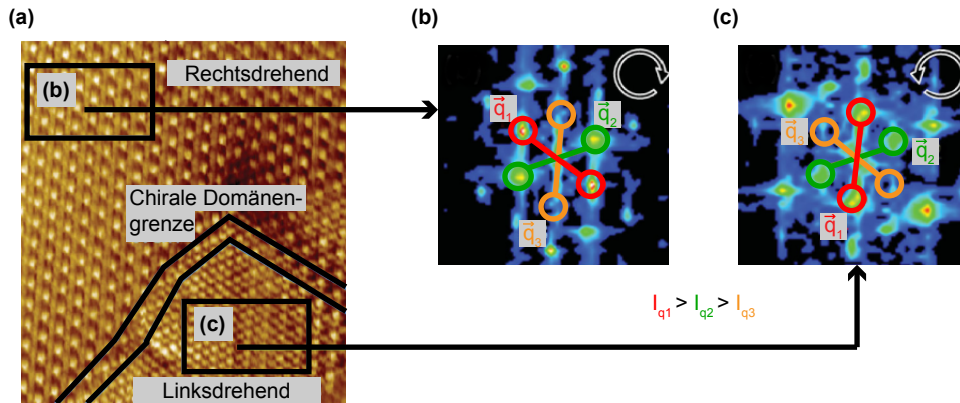 (a)
Rechtsdrehend
(b)
Chirale Domänen-
grenze
(c)
Linksdrehend
(b)
q⃗1
q⃗2
q⃗3
(c)
q⃗3
q⃗2
q⃗1
Iq1 > Iq2 > Iq3